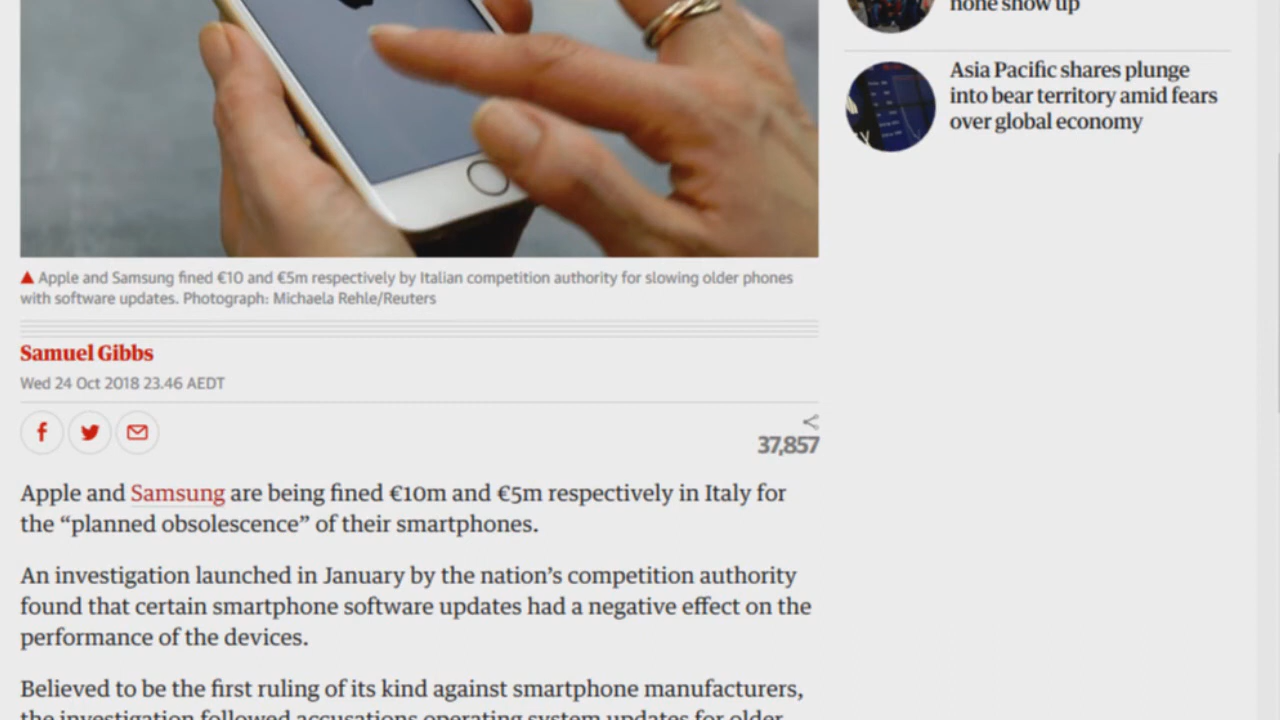 none show up
Asia Pacific shares plunge
into bear territory amid fears
over global economy
Apple and Samsung fined €10 and €5m respectively by Italian competition authority for slowing older phones
with software updates. Photograph: Michaela Rehle/Reuters
Samuel Gibbs
Wed 24 Oct 2018 23.46 AEDT
37,857
Apple and Samsung are being fined €10m and €5m respectively in Italy for
the “planned obsolescence” of their smartphones.
An investigation launched in January by the nation’s competition authority
found that certain smartphone software updates had a negative effect on the
performance of the devices.
Believed to be the first ruling of its kind against smartphone manufacturers,
the investigation followed accusations operating system updates for older